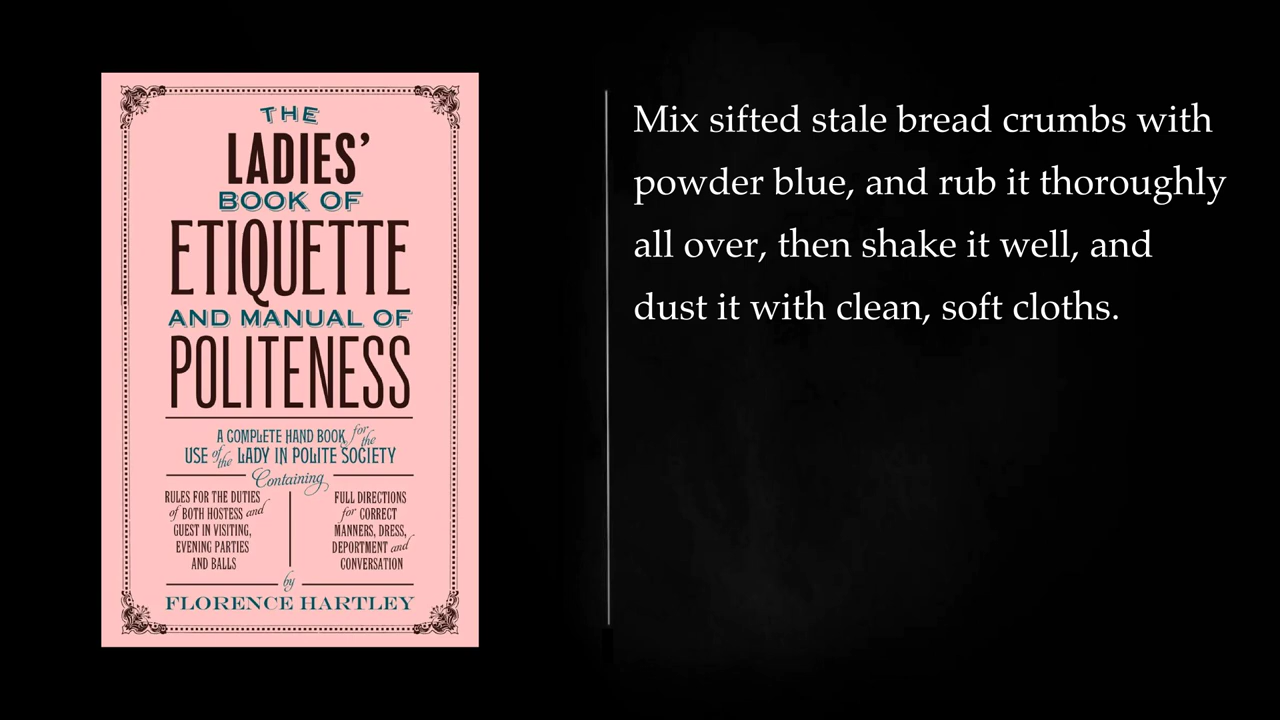 THE
LADIES'
BOOK OF
ETIQUETTE
AND MANUAL OF
POLITENESS
A COMPLETE HAND BOOK for the
USE of the LADY IN POLITE SOCIETY
Containing
RULES FOR THE DUTIES
of BOTH HOSTESS and
GUEST IN VISITING,
EVENING PARTIES
AND BALLS
FULL DIRECTIONS
for CORRECT
MANNERS, DRESS,
DEPORTMENT and
CONVERSATION
by
FLORENCE HARTLEY
Mix sifted stale bread crumbs with
powder blue, and rub it thoroughly
all over, then shake it well, and
dust it with clean, soft cloths.